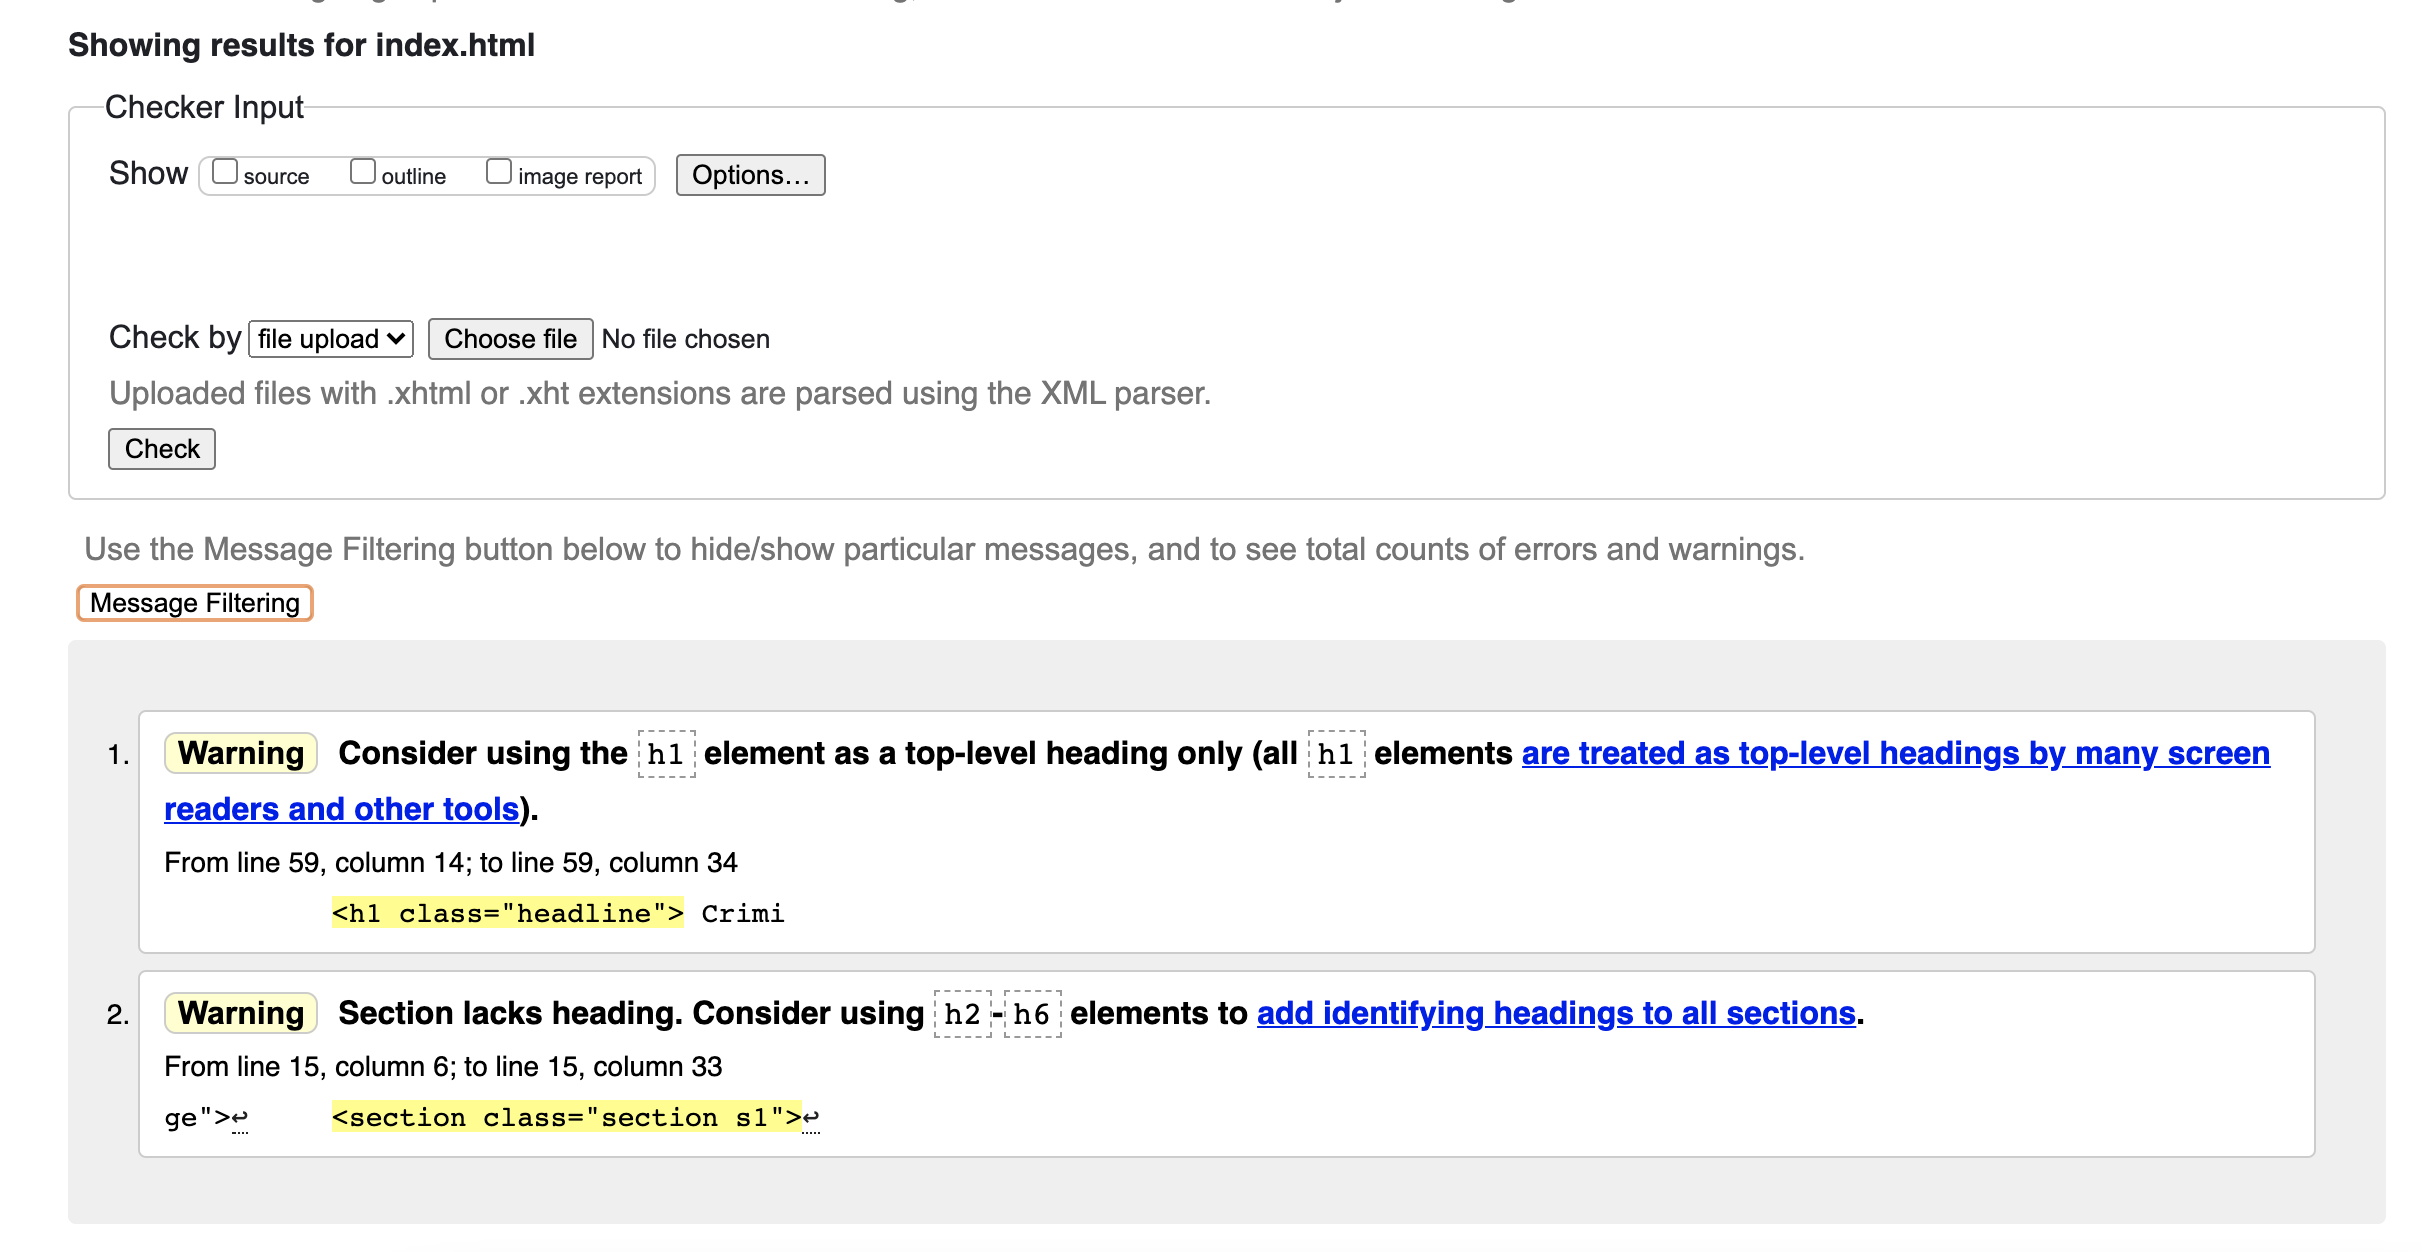 Showing results for index.html
Checker Input
Show source outline image report Options...
Check by file upload Choose file No file chosen
Uploaded files with .xhtml or .xht extensions are parsed using the XML parser.
Check
Use the Message Filtering button below to hide/show particular messages, and to see total counts of errors and warnings.
Message Filtering
1. Warning Consider using the h1 element as a top-level heading only (all h1 elements are treated as top-level headings by many screen
readers and other tools).
From line 59, column 14; to line 59, column 34
<h1 class="headline"> Crimi
2. Warning Section lacks heading. Consider using h2-h6 elements to add identifying headings to all sections.
From line 15, column 6; to line 15, column 33
ge">↩ <section class="section s1">↩